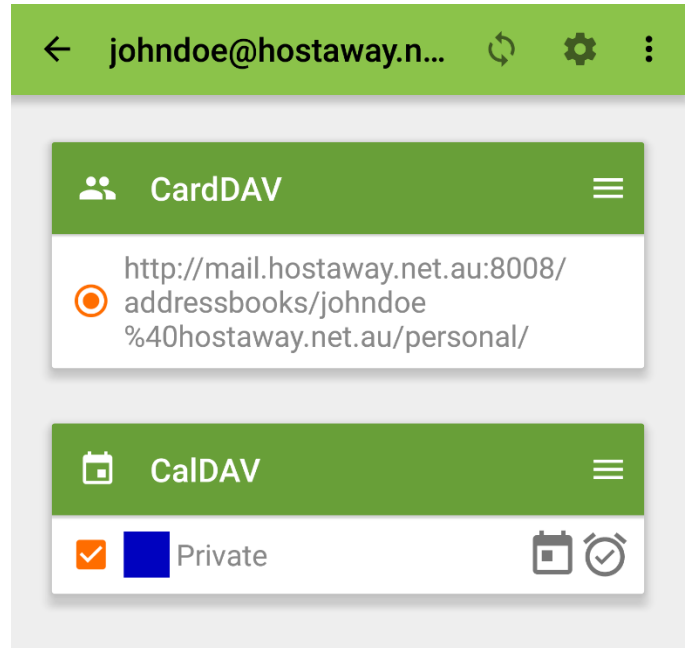 johndoe@hostaway.n...
CardDAV
http://mail.hostaway.net.au:8008/
addressbooks/johndoe
%40hostaway.net.au/personal/
CalDAV
Private